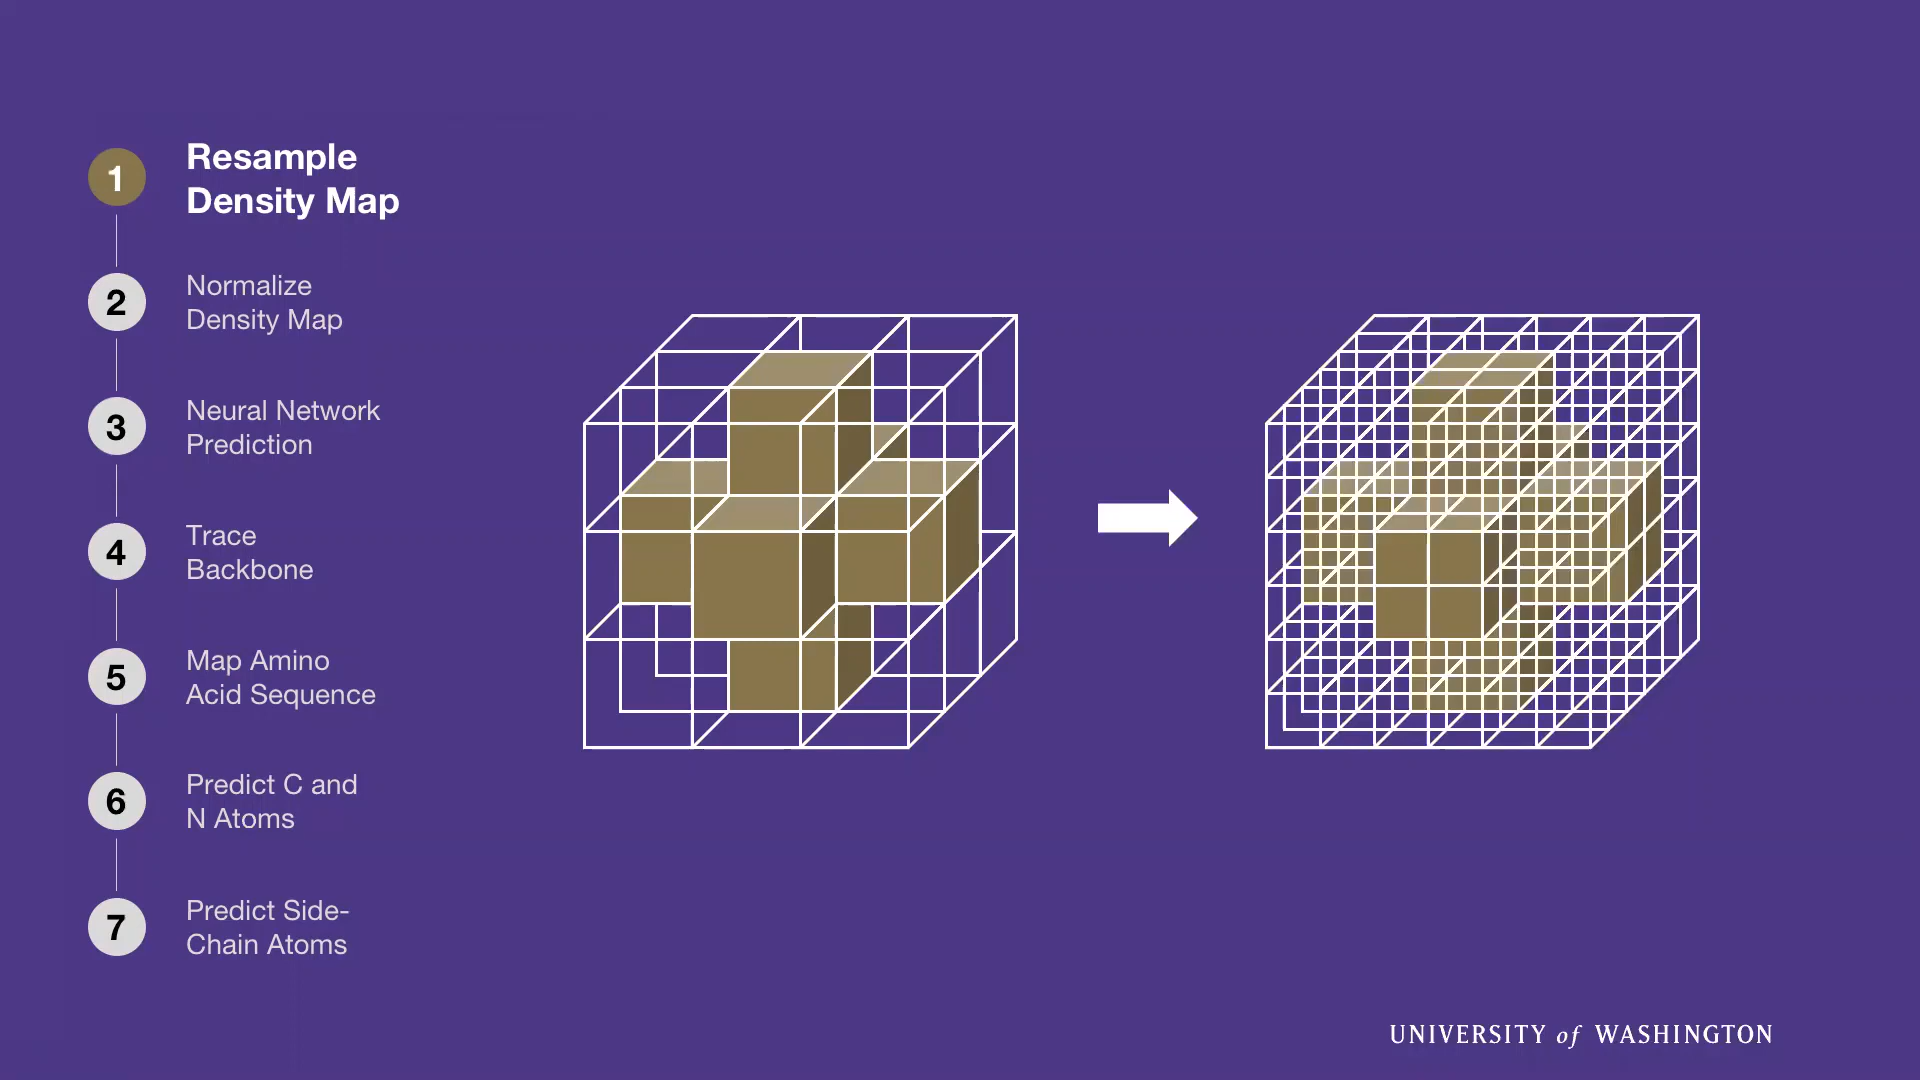 1
Resample
Density Map
2
Normalize
Density Map
3
Neural Network
Prediction
4
Trace
Backbone
5
Map Amino
Acid Sequence
6
Predict C and
N Atoms
7
Predict Side-
Chain Atoms
UNIVERSITY of WASHINGTON